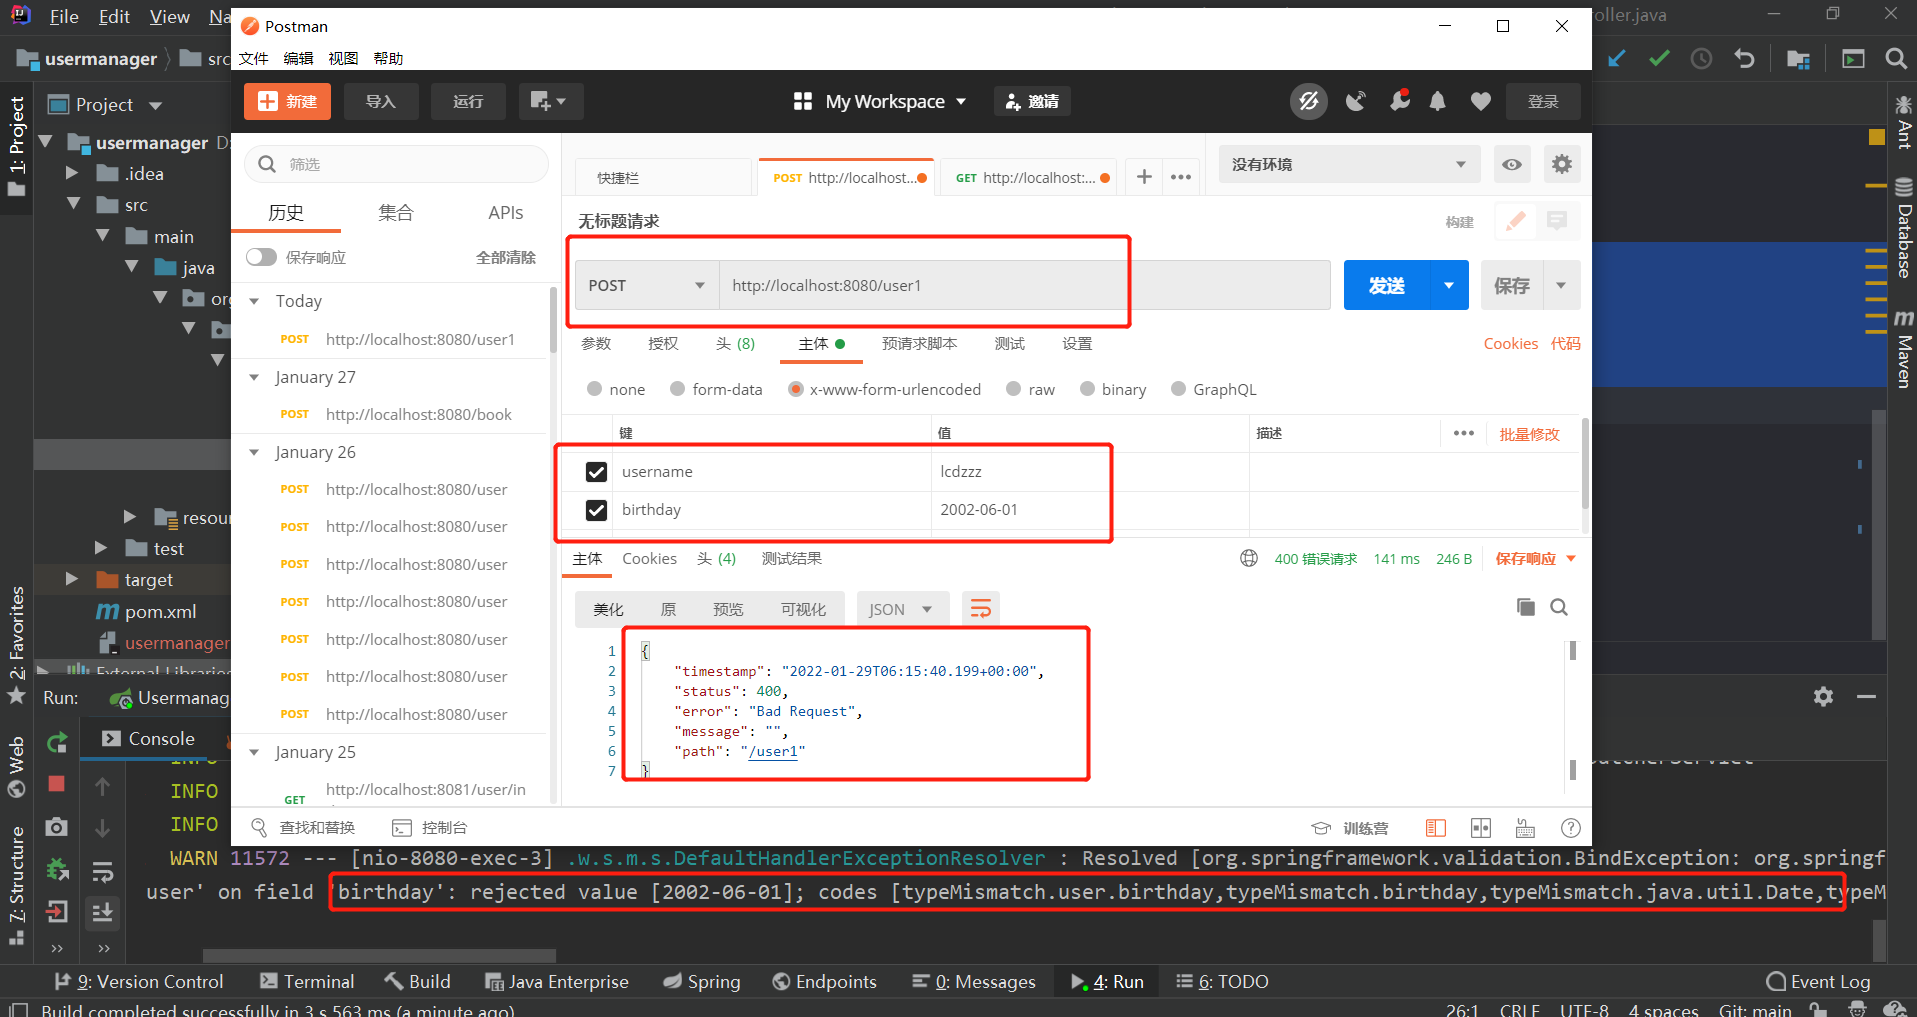 File Edit View Na
oller.java
Postman
文件 编辑 视图 帮助
usermanager src
新建 导入 运行 My Workspace 邀请 登录
Project
1: Project
usermanager D:
.idea
src
main
java
org
resour
test
target
pom.xml
usermanager
External Libraries
筛选
历史 集合 APIs
保存响应 全部清除
Today
POST http://localhost:8080/user1
January 27
POST http://localhost:8080/book
January 26
POST http://localhost:8080/user
POST http://localhost:8080/user
POST http://localhost:8080/user
POST http://localhost:8080/user
POST http://localhost:8080/user
POST http://localhost:8080/user
POST http://localhost:8080/user
January 25
GET http://localhost:8081/user/in
快捷栏 POST http://localhost:... GET http://localhost:... 没有环境
无标题请求 构建
POST http://localhost:8080/user1 发送 保存
参数 授权 头 (8) 主体 预请求脚本 测试 设置 Cookies 代码
none form-data x-www-form-urlencoded raw binary GraphQL
键 值 描述 批量修改
username lcdzzz
birthday 2002-06-01
主体 Cookies 头 (4) 测试结果 400 错误请求 141 ms 246 B 保存响应
美化 原 预览 可视化 JSON
1 {
2 "timestamp": "2022-01-29T06:15:40.199+00:00",
3 "status": 400,
4 "error": "Bad Request",
5 "message": "",
6 "path": "/user1"
7 }
查找和替换 控制台 训练营
Ant
Database
Maven
2: Favorites
Web
7: Structure
Run: Usermanag
Console
INFO
INFO
INFO
WARN 11572 --- [nio-8080-exec-3] .w.s.m.s.DefaultHandlerExceptionResolver : Resolved [org.springframework.validation.BindException: org.springf
user' on field 'birthday': rejected value [2002-06-01]; codes [typeMismatch.user.birthday,typeMismatch.birthday,typeMismatch.java.util.Date,typeM
9: Version Control Terminal Build Java Enterprise Spring Endpoints 0: Messages 4: Run 6: TODO Event Log
Build completed successfully in 3 s 563 ms (a minute ago) 26:1 CRLF UTF-8 4 spaces Git: main